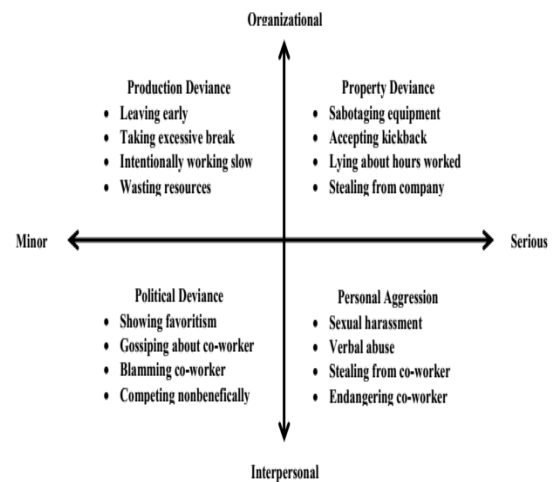 Organizational
Production Deviance
• Leaving early
• Taking excessive break
• Intentionally working slow
• Wasting resources
Property Deviance
• Sabotaging equipment
• Accepting kickback
• Lying about hours worked
• Stealing from company
Minor
Serious
Political Deviance
• Showing favoritism
• Gossiping about co-worker
• Blamming co-worker
• Competing nonbenefically
Personal Aggression
• Sexual harassment
• Verbal abuse
• Stealing from co-worker
• Endangering co-worker
Interpersonal